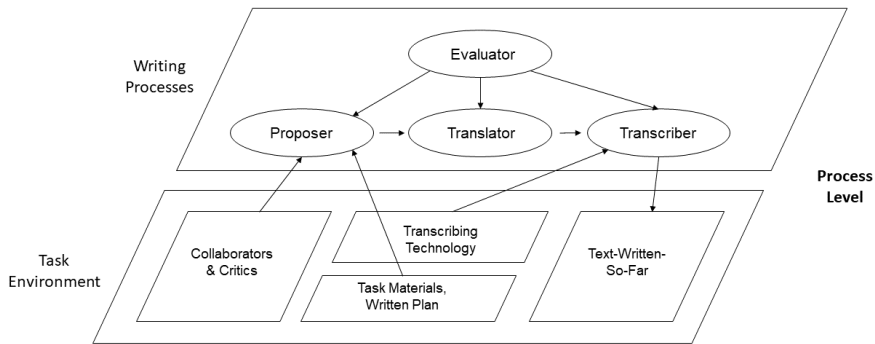 Evaluator
Writing
Processes
Proposer
Translator
Transcriber
Process
Level
Collaborators
& Critics
Transcribing
Technology
Text-Written-
So-Far
Task
Environment
Task Materials,
Written Plan